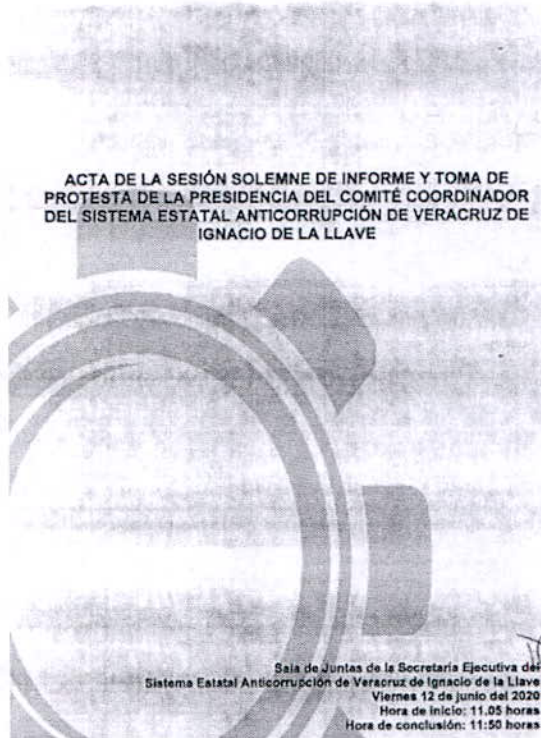 ACTA DE LA SESIÓN SOLEMNE DE INFORME Y TOMA DE
PROTESTA DE LA PRESIDENCIA DEL COMITÉ COORDINADOR
DEL SISTEMA ESTATAL ANTICORRUPCIÓN DE VERACRUZ DE
IGNACIO DE LA LLAVE
Sala de Juntas de la Secretaría Ejecutiva del
Sistema Estatal Anticorrupción de Veracruz de Ignacio de la Llave
Viernes 12 de junio del 2020
Hora de inicio: 11.05 horas
Hora de conclusión: 11:50 horas